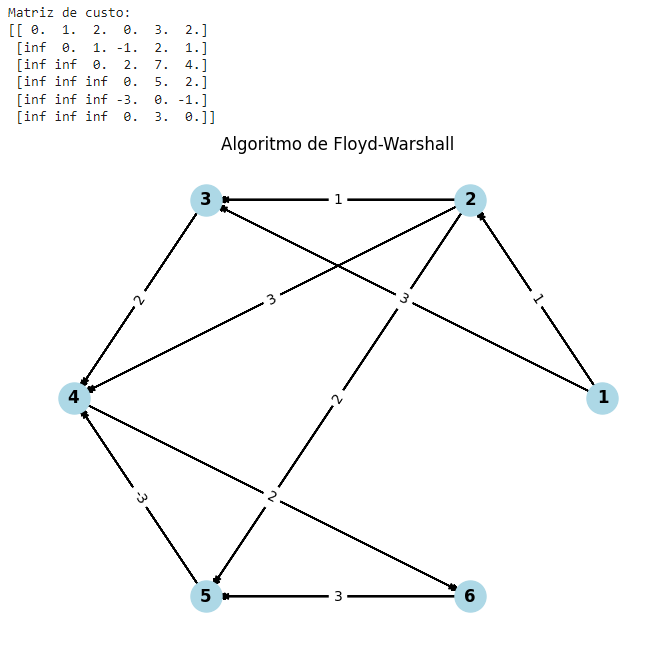 Matriz de custo:
[[ 0.  1.  2.  0.  3.  2.]
 [inf  0.  1. -1.  2.  1.]
 [inf inf  0.  2.  7.  4.]
 [inf inf inf  0.  5.  2.]
 [inf inf inf -3.  0. -1.]
 [inf inf inf  0.  3.  0.]]
Algoritmo de Floyd-Warshall
3
1
2
2
3
3
1
4
1
2
-3
2
5
3
6